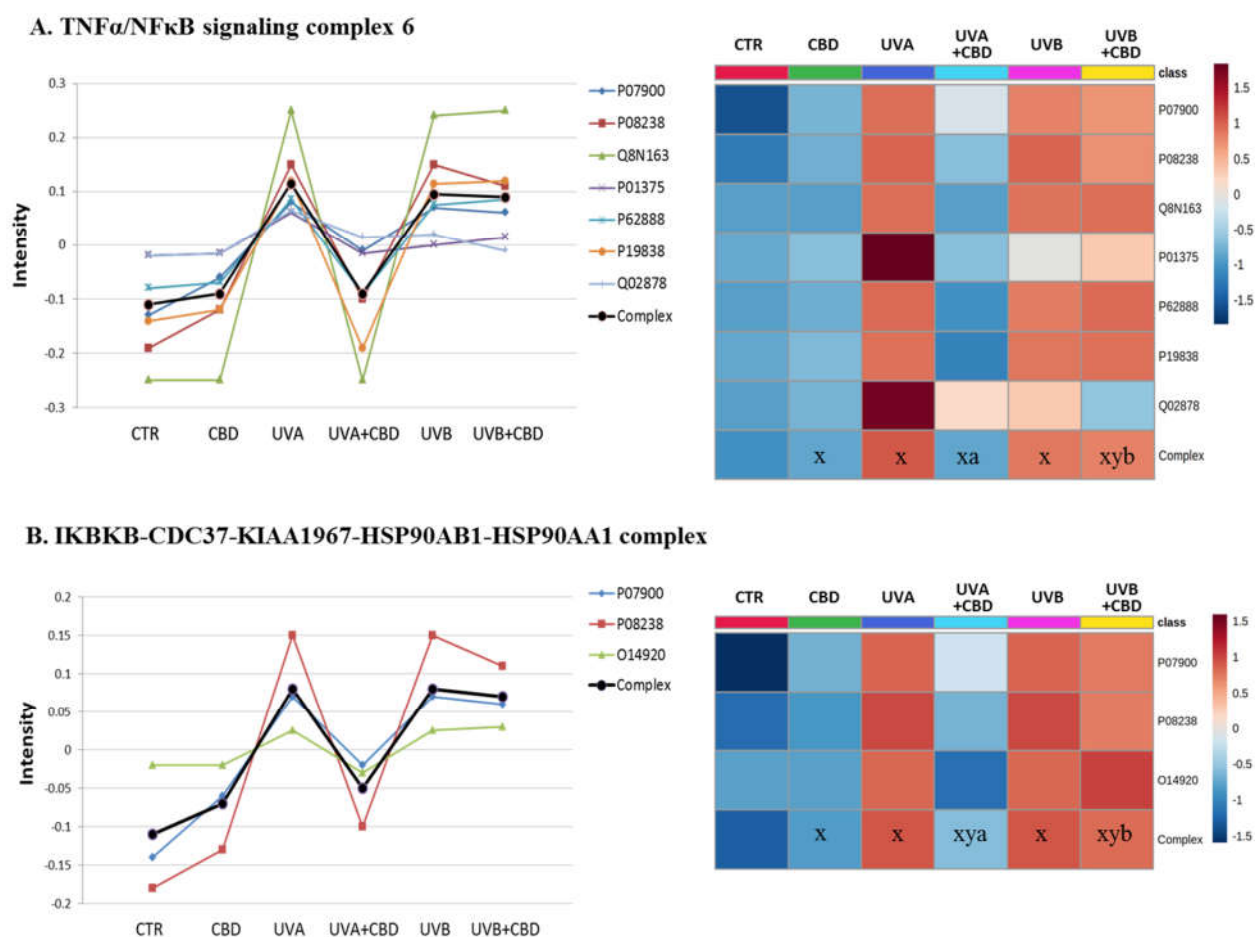 A. TNFα/NFκB signaling complex 6
Intensity
0.3
0.2
0.1
0
-0.1
-0.2
-0.3
CTR CBD UVA UVA+CBD UVB UVB+CBD
P07900
P08238
Q8N163
P01375
P62888
P19838
Q02878
Complex
CTR CBD UVA UVA +CBD UVB UVB +CBD
class
P07900
P08238
Q8N163
P01375
P62888
P19838
Q02878
x x xa x xyb Complex
1.5
1
0.5
0
-0.5
-1
-1.5
B. IKBKB-CDC37-KIAA1967-HSP90AB1-HSP90AA1 complex
Intensity
0.2
0.15
0.1
0.05
0
-0.05
-0.1
-0.15
-0.2
CTR CBD UVA UVA+CBD UVB UVB+CBD
P07900
P08238
O14920
Complex
CTR CBD UVA UVA +CBD UVB UVB +CBD
class
P07900
P08238
O14920
x x xya x xyb Complex
1.5
1
0.5
0
-0.5
-1
-1.5